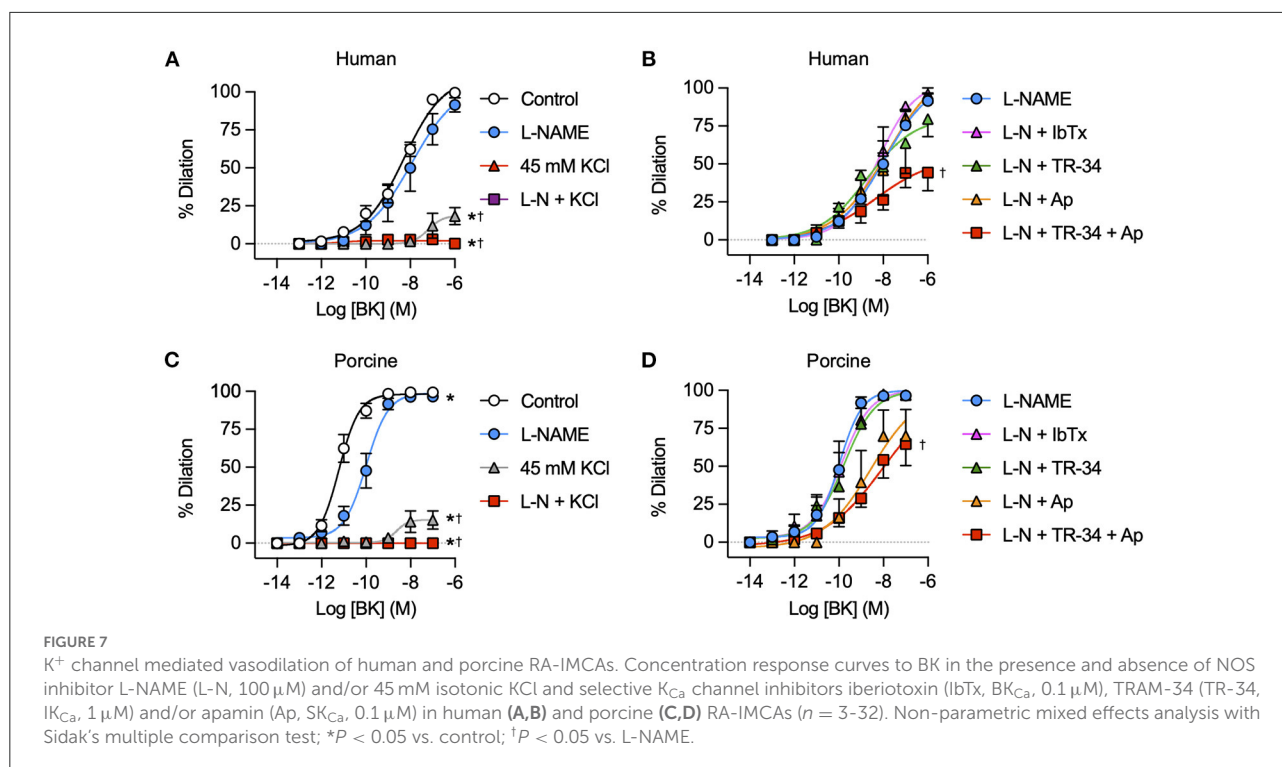 A
Human
100
75
50
25
0
% Dilation
-14 -12 -10 -8 -6
Log [BK] (M)
Control
L-NAME
45 mM KCl
L-N + KCl
*†
*†
B
Human
100
75
50
25
0
% Dilation
-14 -12 -10 -8 -6
Log [BK] (M)
L-NAME
L-N + IbTx
L-N + TR-34
L-N + Ap
L-N + TR-34 + Ap
†
C
Porcine
100
75
50
25
0
% Dilation
-14 -12 -10 -8 -6
Log [BK] (M)
Control
L-NAME
45 mM KCl
L-N + KCl
*
*†
*†
D
Porcine
100
75
50
25
0
% Dilation
-14 -12 -10 -8 -6
Log [BK] (M)
L-NAME
L-N + IbTx
L-N + TR-34
L-N + Ap
L-N + TR-34 + Ap
†
FIGURE 7
K⁺ channel mediated vasodilation of human and porcine RA-IMCAs. Concentration response curves to BK in the presence and absence of NOS
inhibitor L-NAME (L-N, 100 μM) and/or 45 mM isotonic KCl and selective K_Ca channel inhibitors iberiotoxin (IbTx, BK_Ca, 0.1 μM), TRAM-34 (TR-34,
IK_Ca, 1 μM) and/or apamin (Ap, SK_Ca, 0.1 μM) in human (A,B) and porcine (C,D) RA-IMCAs (n = 3-32). Non-parametric mixed effects analysis with
Sidak's multiple comparison test; *P < 0.05 vs. control; †P < 0.05 vs. L-NAME.